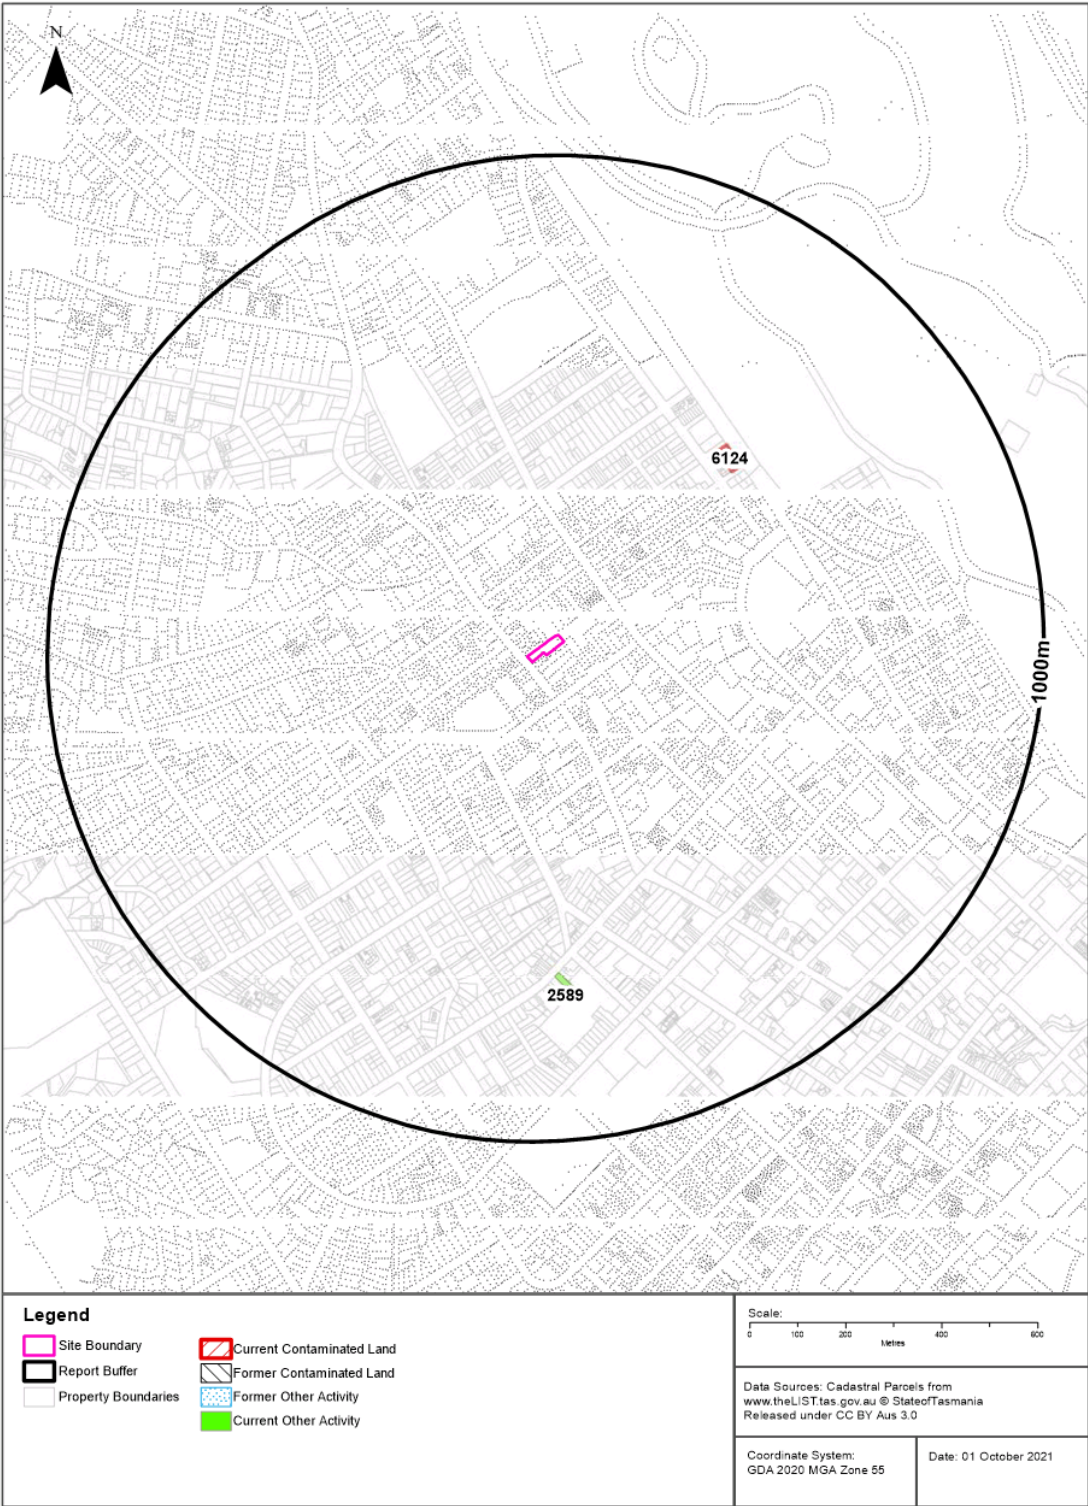 N
6124
1000m
2589
Legend
Site Boundary
Report Buffer
Property Boundaries
Current Contaminated Land
Former Contaminated Land
Former Other Activity
Current Other Activity
Scale:
0 100 200 400 600
Metres
Data Sources: Cadastral Parcels from
www.theLIST.tas.gov.au © StateofTasmania
Released under CC BY Aus 3.0
Coordinate System:
GDA 2020 MGA Zone 55
Date: 01 October 2021